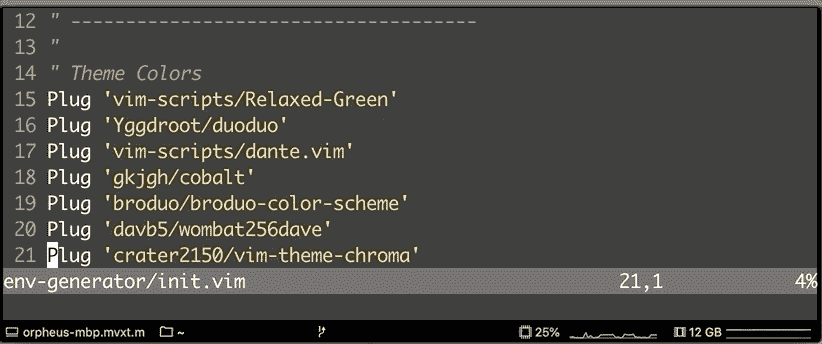 12 " --------------------------------------
13 "
14 " Theme Colors
15 Plug 'vim-scripts/Relaxed-Green'
16 Plug 'Yggdroot/duoduo'
17 Plug 'vim-scripts/dante.vim'
18 Plug 'gkjgh/cobalt'
19 Plug 'broduo/broduo-color-scheme'
20 Plug 'davb5/wombat256dave'
21 Plug 'crater2150/vim-theme-chroma'
env-generator/init.vim 21,1 4%
orpheus-mbp.mvxt.m ~ 25% 12 GB